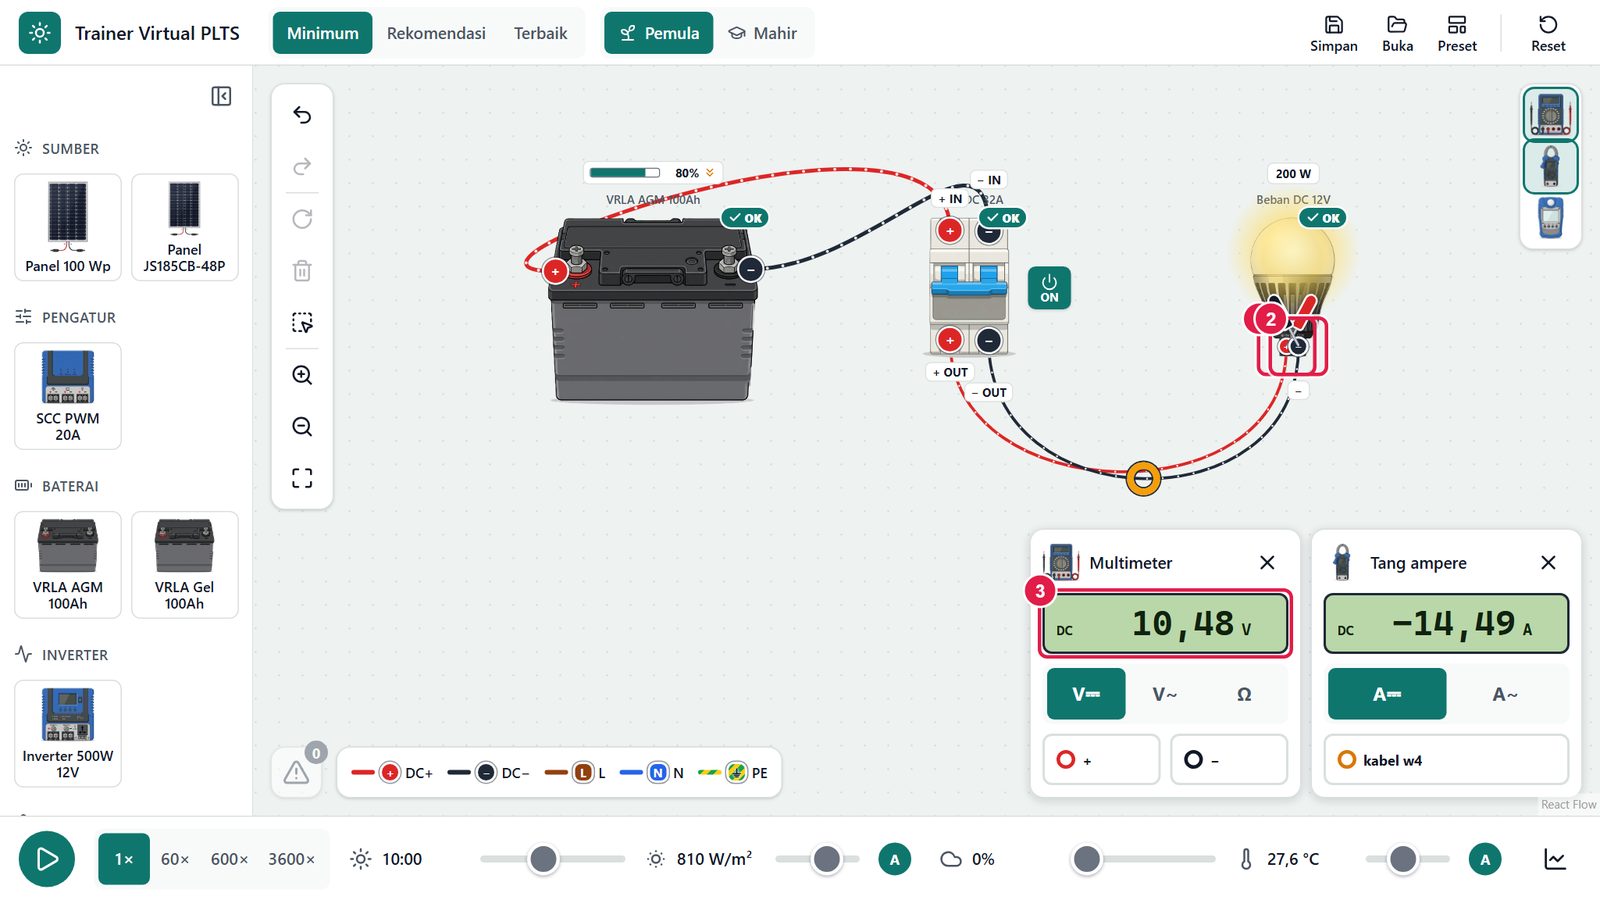 Trainer Virtual PLTS
Minimum
Rekomendasi
Terbaik
Pemula
Mahir
Simpan
Buka
Preset
Reset
SUMBER
Panel 100 Wp
Panel
JS185CB-48P
PENGATUR
SCC PWM
20A
BATERAI
VRLA AGM
100Ah
VRLA Gel
100Ah
INVERTER
Inverter 500W
12V
80%
VRLA AGM 100Ah
OK
+
−
− IN
+ IN
OK
+
−
ON
+
−
+ OUT
− OUT
200 W
Beban DC 12V
OK
2
−
−
Multimeter
3
DC 10,48 V
V⎓
V~
Ω
+
−
Tang ampere
DC −14,49 A
A⎓
A~
kabel w4
0
+ DC+
− DC−
L L
N N
PE
React Flow
1×
60×
600×
3600×
10:00
810 W/m²
A
0%
27,6 °C
A